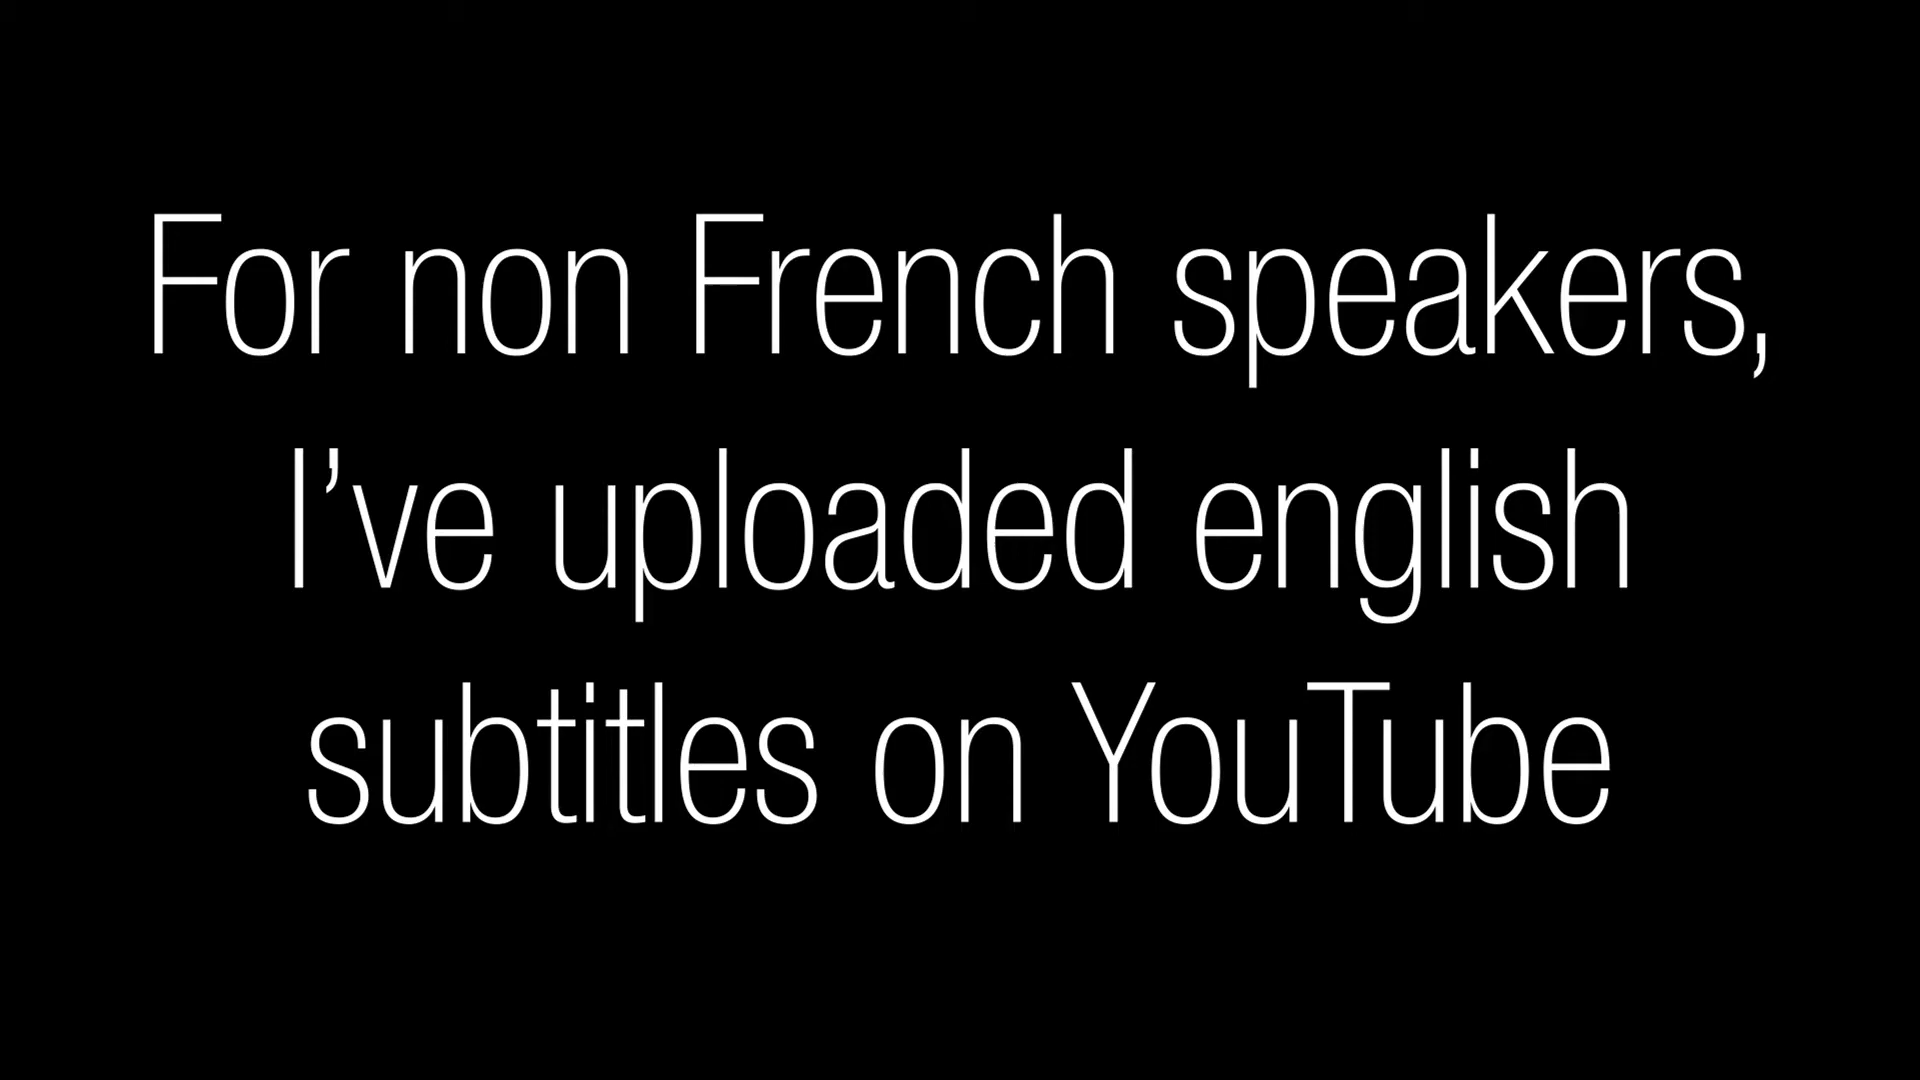 For non French speakers,
I’ve uploaded english
subtitles on YouTube